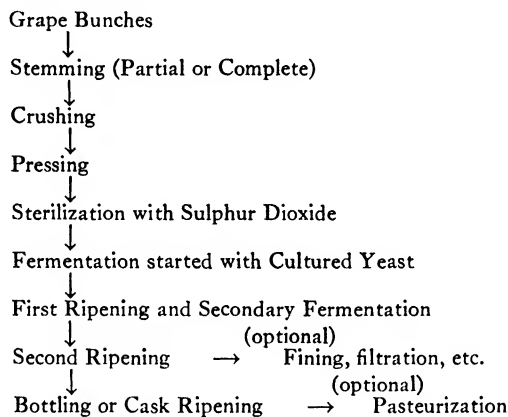 Grape Bunches
↓
Stemming (Partial or Complete)
↓
Crushing
↓
Pressing
↓
Sterilization with Sulphur Dioxide
↓
Fermentation started with Cultured Yeast
↓
First Ripening and Secondary Fermentation
↓ (optional)
Second Ripening → Fining, filtration, etc.
↓ (optional)
Bottling or Cask Ripening → Pasteurization